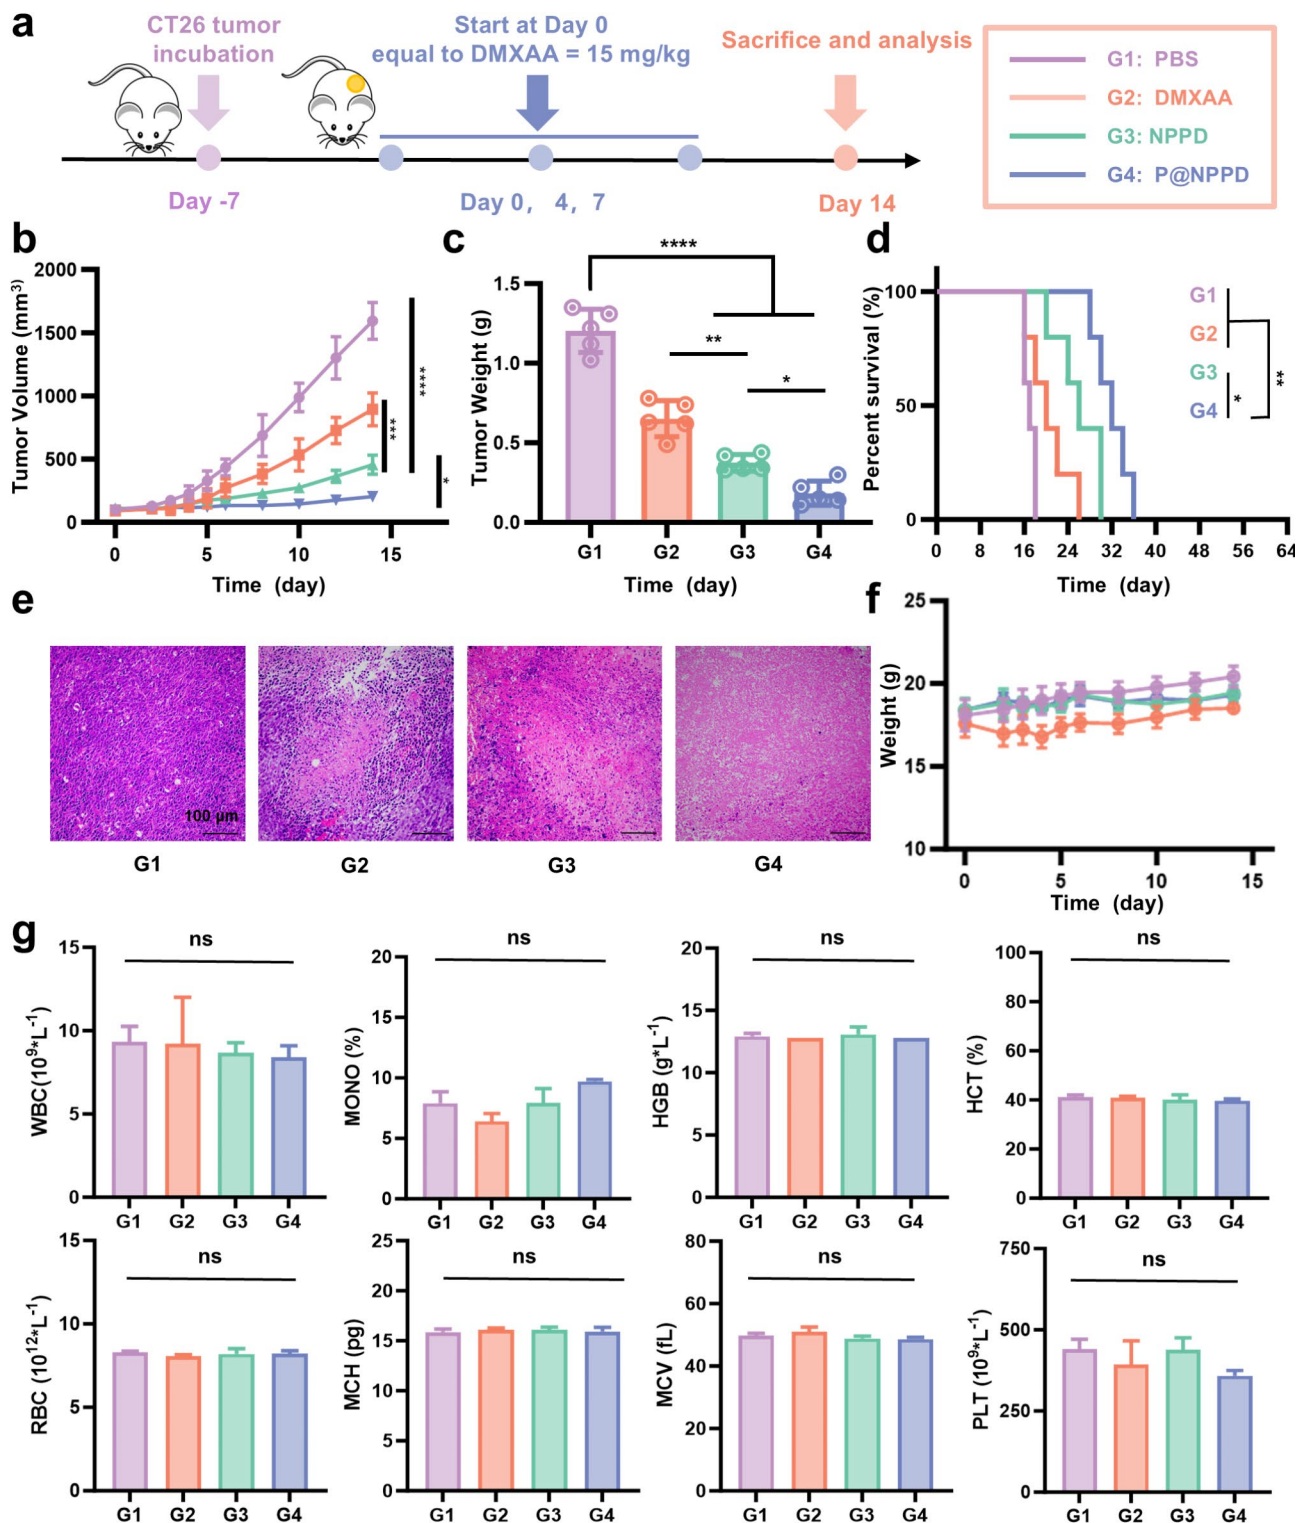 a
CT26 tumor
incubation
Start at Day 0
equal to DMXAA = 15 mg/kg
Sacrifice and analysis
Day -7
Day 0, 4, 7
Day 14
G1: PBS
G2: DMXAA
G3: NPPD
G4: P@NPPD
b
Tumor Volume (mm3)
2000
1500
1000
500
0
0 5 10 15
Time (day)
****
***
*
c
Tumor Weight (g)
1.5
1.0
0.5
0.0
****
**
*
G1 G2 G3 G4
Time (day)
d
Percent survival (%)
100
50
0
0 8 16 24 32 40 48 56 64
Time (day)
G1
G2
G3
G4
*
**
e
100 μm
G1 G2 G3 G4
f
Weight (g)
25
20
15
10
0 5 10 15
Time (day)
g
WBC(10⁹*L⁻¹)
15
10
5
0
ns
G1 G2 G3 G4
MONO (%)
20
15
10
5
0
ns
G1 G2 G3 G4
HGB (g*L⁻¹)
20
15
10
5
0
ns
G1 G2 G3 G4
HCT (%)
100
80
60
40
20
0
ns
G1 G2 G3 G4
RBC (10¹²*L⁻¹)
15
10
5
0
ns
G1 G2 G3 G4
MCH (pg)
25
20
15
10
5
0
ns
G1 G2 G3 G4
MCV (fL)
80
60
40
20
0
ns
G1 G2 G3 G4
PLT (10⁹*L⁻¹)
750
500
250
0
ns
G1 G2 G3 G4